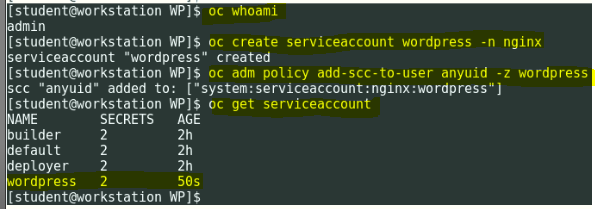 [student@workstation WP]$ oc whoami
admin
[student@workstation WP]$ oc create serviceaccount wordpress -n nginx
serviceaccount "wordpress" created
[student@workstation WP]$ oc adm policy add-scc-to-user anyuid -z wordpress
scc "anyuid" added to: ["system:serviceaccount:nginx:wordpress"]
[student@workstation WP]$ oc get serviceaccount
NAME SECRETS AGE
builder 2 2h
default 2 2h
deployer 2 2h
wordpress 2 50s
[student@workstation WP]$